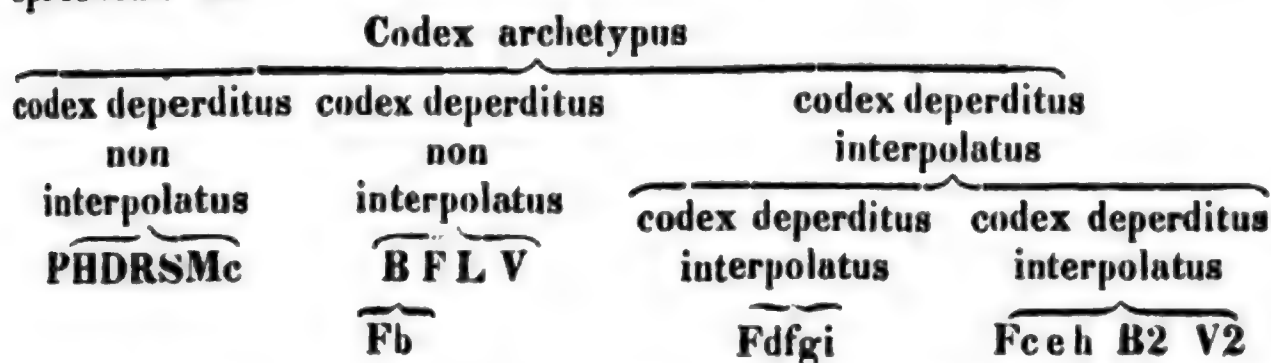 Codex archetypus
codex deperditus codex deperditus codex deperditus
non non interpolatus
interpolatus interpolatus codex deperditus codex deperditus
PHDRSMc B F L V interpolatus interpolatus
Fb Fdfgi Fceh B2 V2